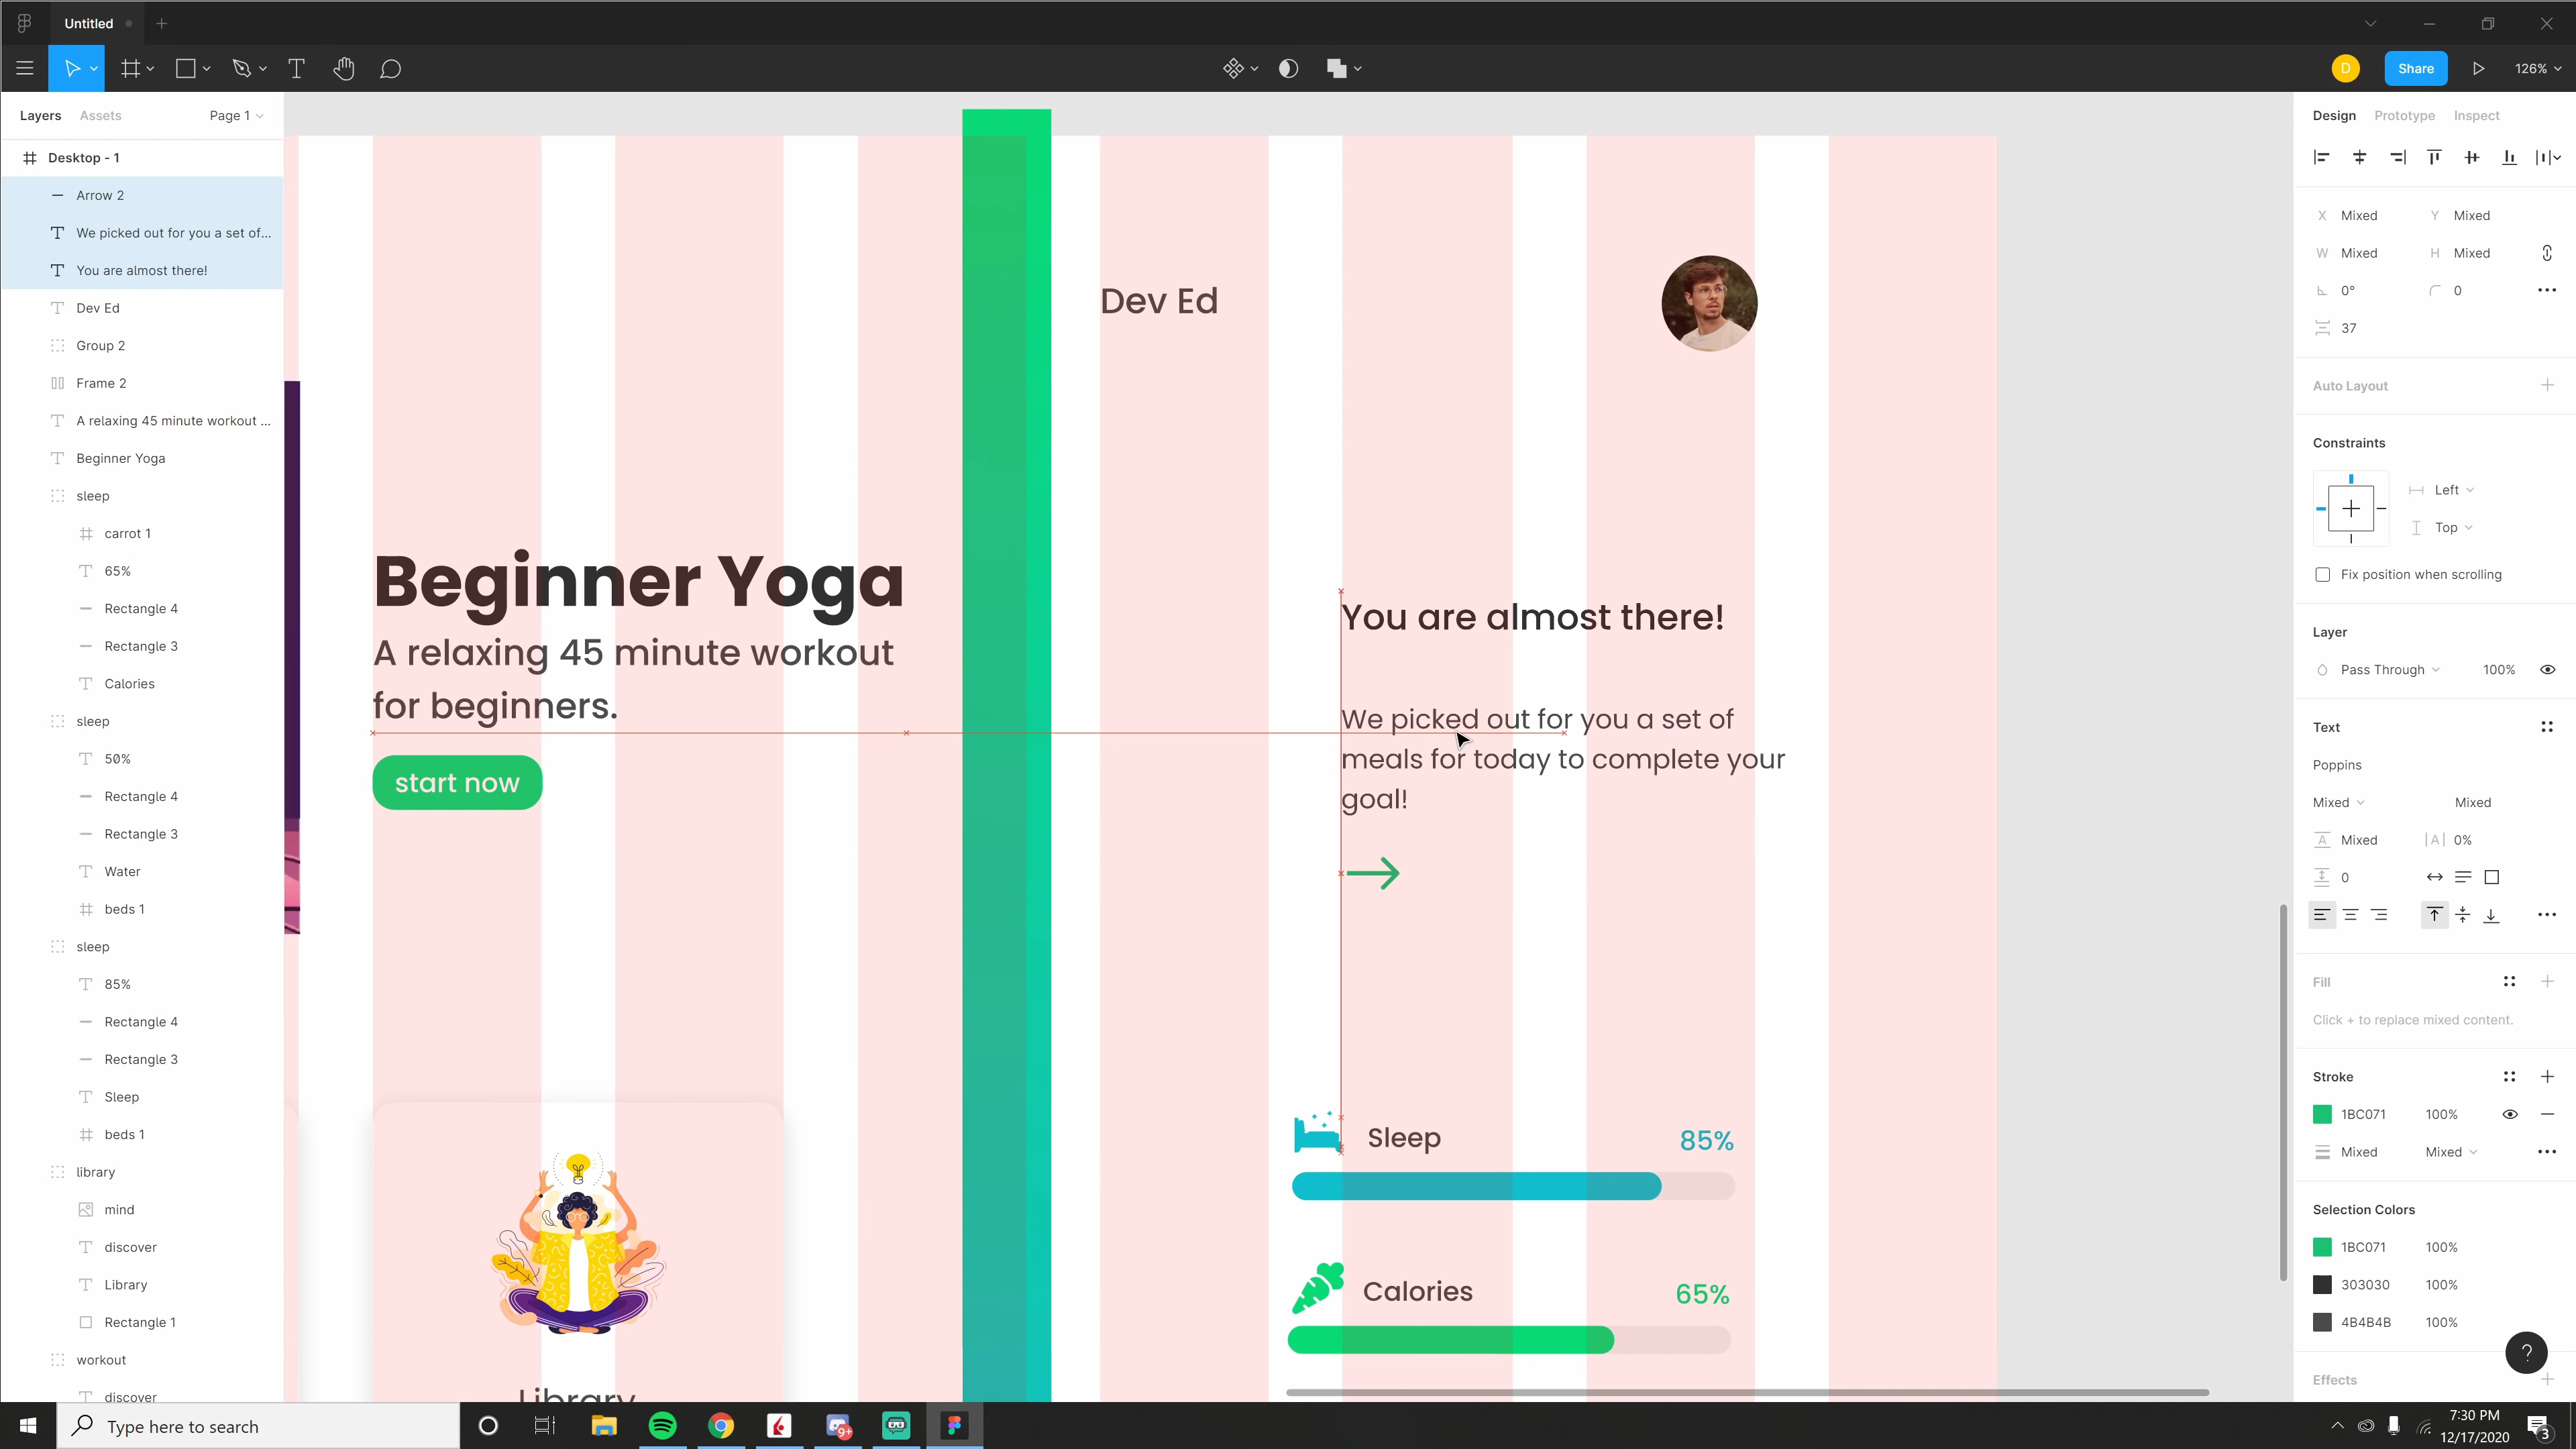 Untitled
Share
126%
Layers
Assets
Page 1
Desktop - 1
Arrow 2
We picked out for you a set of...
You are almost there!
Dev Ed
Group 2
Frame 2
A relaxing 45 minute workout ...
Beginner Yoga
sleep
carrot 1
65%
Rectangle 4
Rectangle 3
Calories
sleep
50%
Rectangle 4
Rectangle 3
Water
beds 1
sleep
85%
Rectangle 4
Rectangle 3
Sleep
beds 1
library
mind
discover
Library
Rectangle 1
workout
discover
Beginner Yoga
A relaxing 45 minute workout
for beginners.
start now
Library
Dev Ed
You are almost there!
We picked out for you a set of
meals for today to complete your
goal!
Sleep
85%
Calories
65%
D
Design
Prototype
Inspect
X Mixed
Y Mixed
W Mixed
H Mixed
0°
0
37
Auto Layout
Constraints
Left
Top
Fix position when scrolling
Layer
Pass Through
100%
Text
Poppins
Mixed
Mixed
A Mixed
|A| 0%
0
Fill
Click + to replace mixed content.
Stroke
1BC071
100%
Mixed
Mixed
Selection Colors
1BC071 100%
303030 100%
4B4B4B 100%
?
Effects
Type here to search
9+
7:30 PM
12/17/2020
3